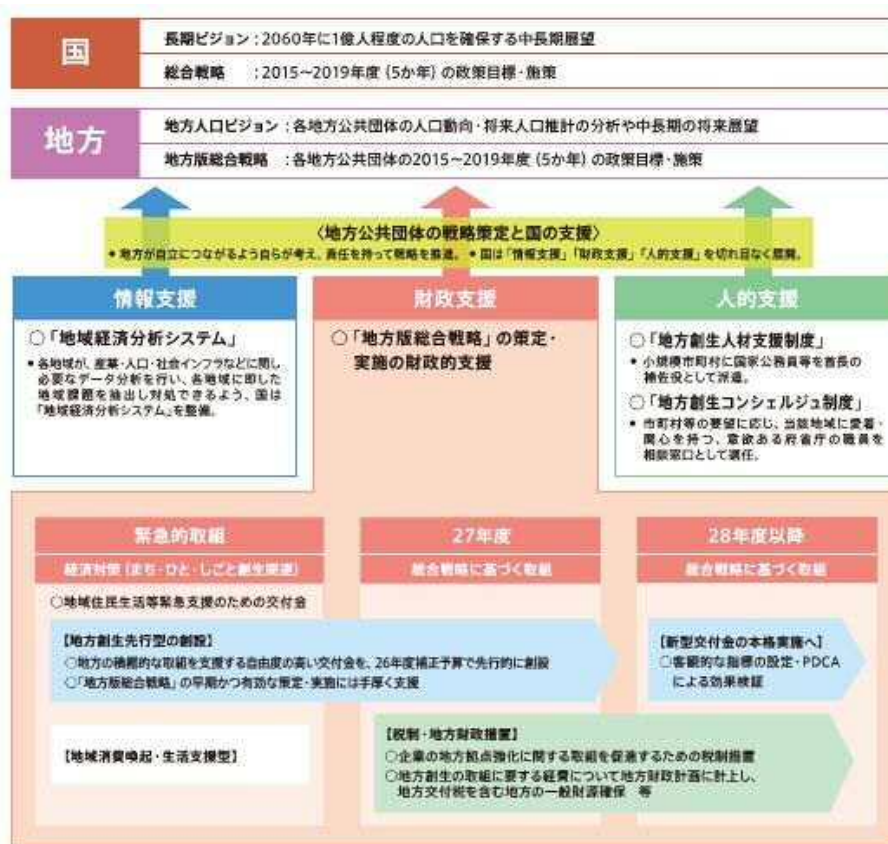 国
長期ビジョン：2060年に1億人程度の人口を確保する中長期展望
総合戦略　：2015～2019年度（5か年）の政策目標・施策
地方
地方人口ビジョン：各地方公共団体の人口動向・将来人口推計の分析や中長期の将来展望
地方版総合戦略　：各地方公共団体の2015～2019年度（5か年）の政策目標・施策
〈地方公共団体の戦略策定と国の支援〉
• 地方が自立につながるよう自らが考え、責任を持って戦略を推進。 • 国は「情報支援」「財政支援」「人的支援」を切れ目なく展開。
情報支援
○「地域経済分析システム」
• 各地域が、産業・人口・社会インフラなどに関し
必要なデータ分析を行い、各地域に即した
地域課題を抽出し対処できるよう、国は
「地域経済分析システム」を整備。
財政支援
○「地方版総合戦略」の策定・
実施の財政的支援
人的支援
○「地方創生人材支援制度」
• 小規模市町村に国家公務員等を首長の
補佐役として派遣。
○「地方創生コンシェルジュ制度」
• 市町村等の要望に応じ、当該地域に愛着・
関心を持つ、意欲ある府省庁の職員を
相談窓口として選任。
緊急的取組
経済対策（まち・ひと・しごと創生関連）
○地域住民生活等緊急支援のための交付金
27年度
総合戦略に基づく取組
28年度以降
総合戦略に基づく取組
【地方創生先行型の創設】
○地方の積極的な取組を支援する自由度の高い交付金を、26年度補正予算で先行的に創設
○「地方版総合戦略」の早期かつ有効な策定・実施には手厚く支援
【新型交付金の本格実施へ】
○客観的な指標の設定・PDCA
による効果検証
【地域消費喚起・生活支援型】
【税制・地方財政措置】
○企業の地方拠点強化に関する取組を促進するための税制措置
○地方創生の取組に要する経費について地方財政計画に計上し、
地方交付税を含む地方の一般財源確保　等